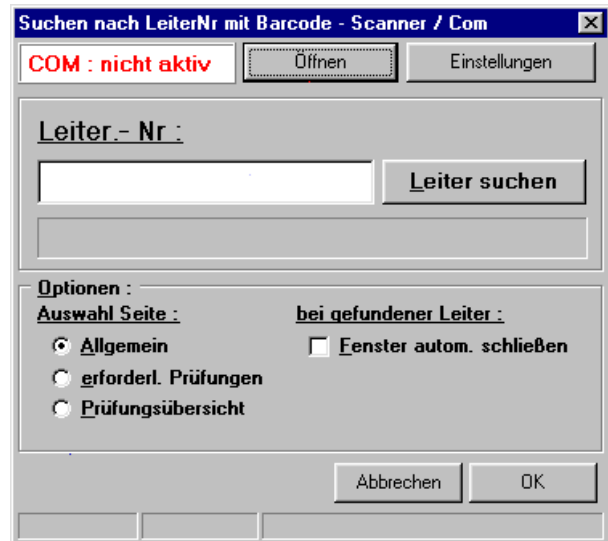 Suchen nach LeiterNr mit Barcode - Scanner / Com
COM : nicht aktiv Öffnen Einstellungen
Leiter.- Nr :
Leiter suchen
Optionen :
Auswahl Seite : bei gefundener Leiter :
Allgemein Fenster autom. schließen
erforderl. Prüfungen
Prüfungsübersicht
Abbrechen OK